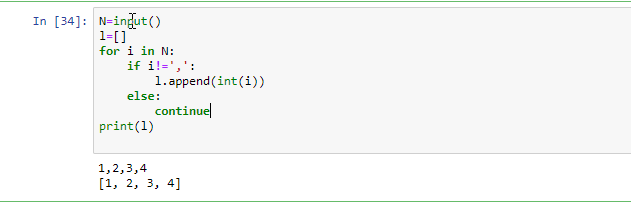 In [34]: N=input()
l=[]
for i in N:
    if i!=',':
        l.append(int(i))
    else:
        continue
print(l)
1,2,3,4
[1, 2, 3, 4]